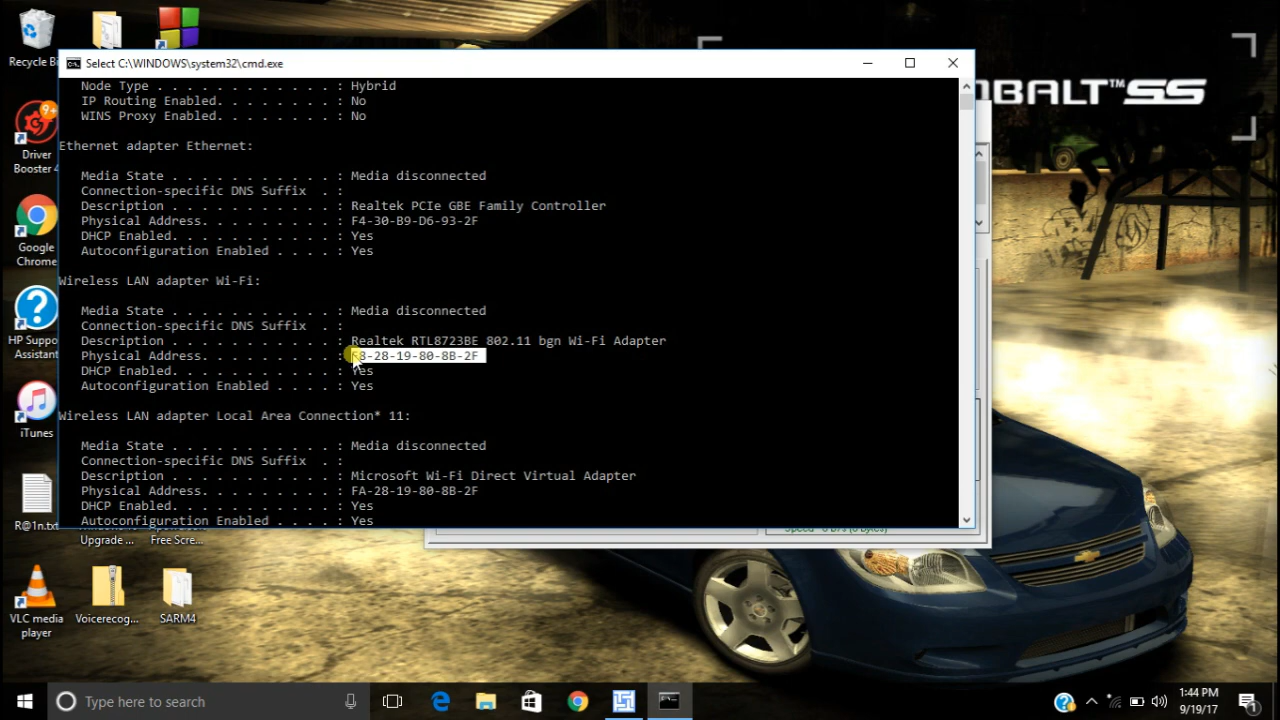 Recycle Bi
9+
Driver
Booster 4
Google
Chrome
HP Suppo
Assistant
iTunes
R@1n.txt
Upgrade ...
Free Scre...
VLC media
player
Voicerecog...
SARM4
Select C:\WINDOWS\system32\cmd.exe
Node Type . . . . . . . . . . . . : Hybrid
IP Routing Enabled. . . . . . . . : No
WINS Proxy Enabled. . . . . . . . : No
Ethernet adapter Ethernet:
Media State . . . . . . . . . . . : Media disconnected
Connection-specific DNS Suffix . :
Description . . . . . . . . . . . : Realtek PCIe GBE Family Controller
Physical Address. . . . . . . . . : F4-30-B9-D6-93-2F
DHCP Enabled. . . . . . . . . . . : Yes
Autoconfiguration Enabled . . . . : Yes
Wireless LAN adapter Wi-Fi:
Media State . . . . . . . . . . . : Media disconnected
Connection-specific DNS Suffix . :
Description . . . . . . . . . . . : Realtek RTL8723BE 802.11 bgn Wi-Fi Adapter
Physical Address. . . . . . . . . : F8-28-19-80-8B-2F
DHCP Enabled. . . . . . . . . . . : Yes
Autoconfiguration Enabled . . . . : Yes
Wireless LAN adapter Local Area Connection* 11:
Media State . . . . . . . . . . . : Media disconnected
Connection-specific DNS Suffix . :
Description . . . . . . . . . . . : Microsoft Wi-Fi Direct Virtual Adapter
Physical Address. . . . . . . . . : FA-28-19-80-8B-2F
DHCP Enabled. . . . . . . . . . . : Yes
Autoconfiguration Enabled . . . . : Yes
OBALT™SS
Type here to search
1:44 PM
9/19/17
1